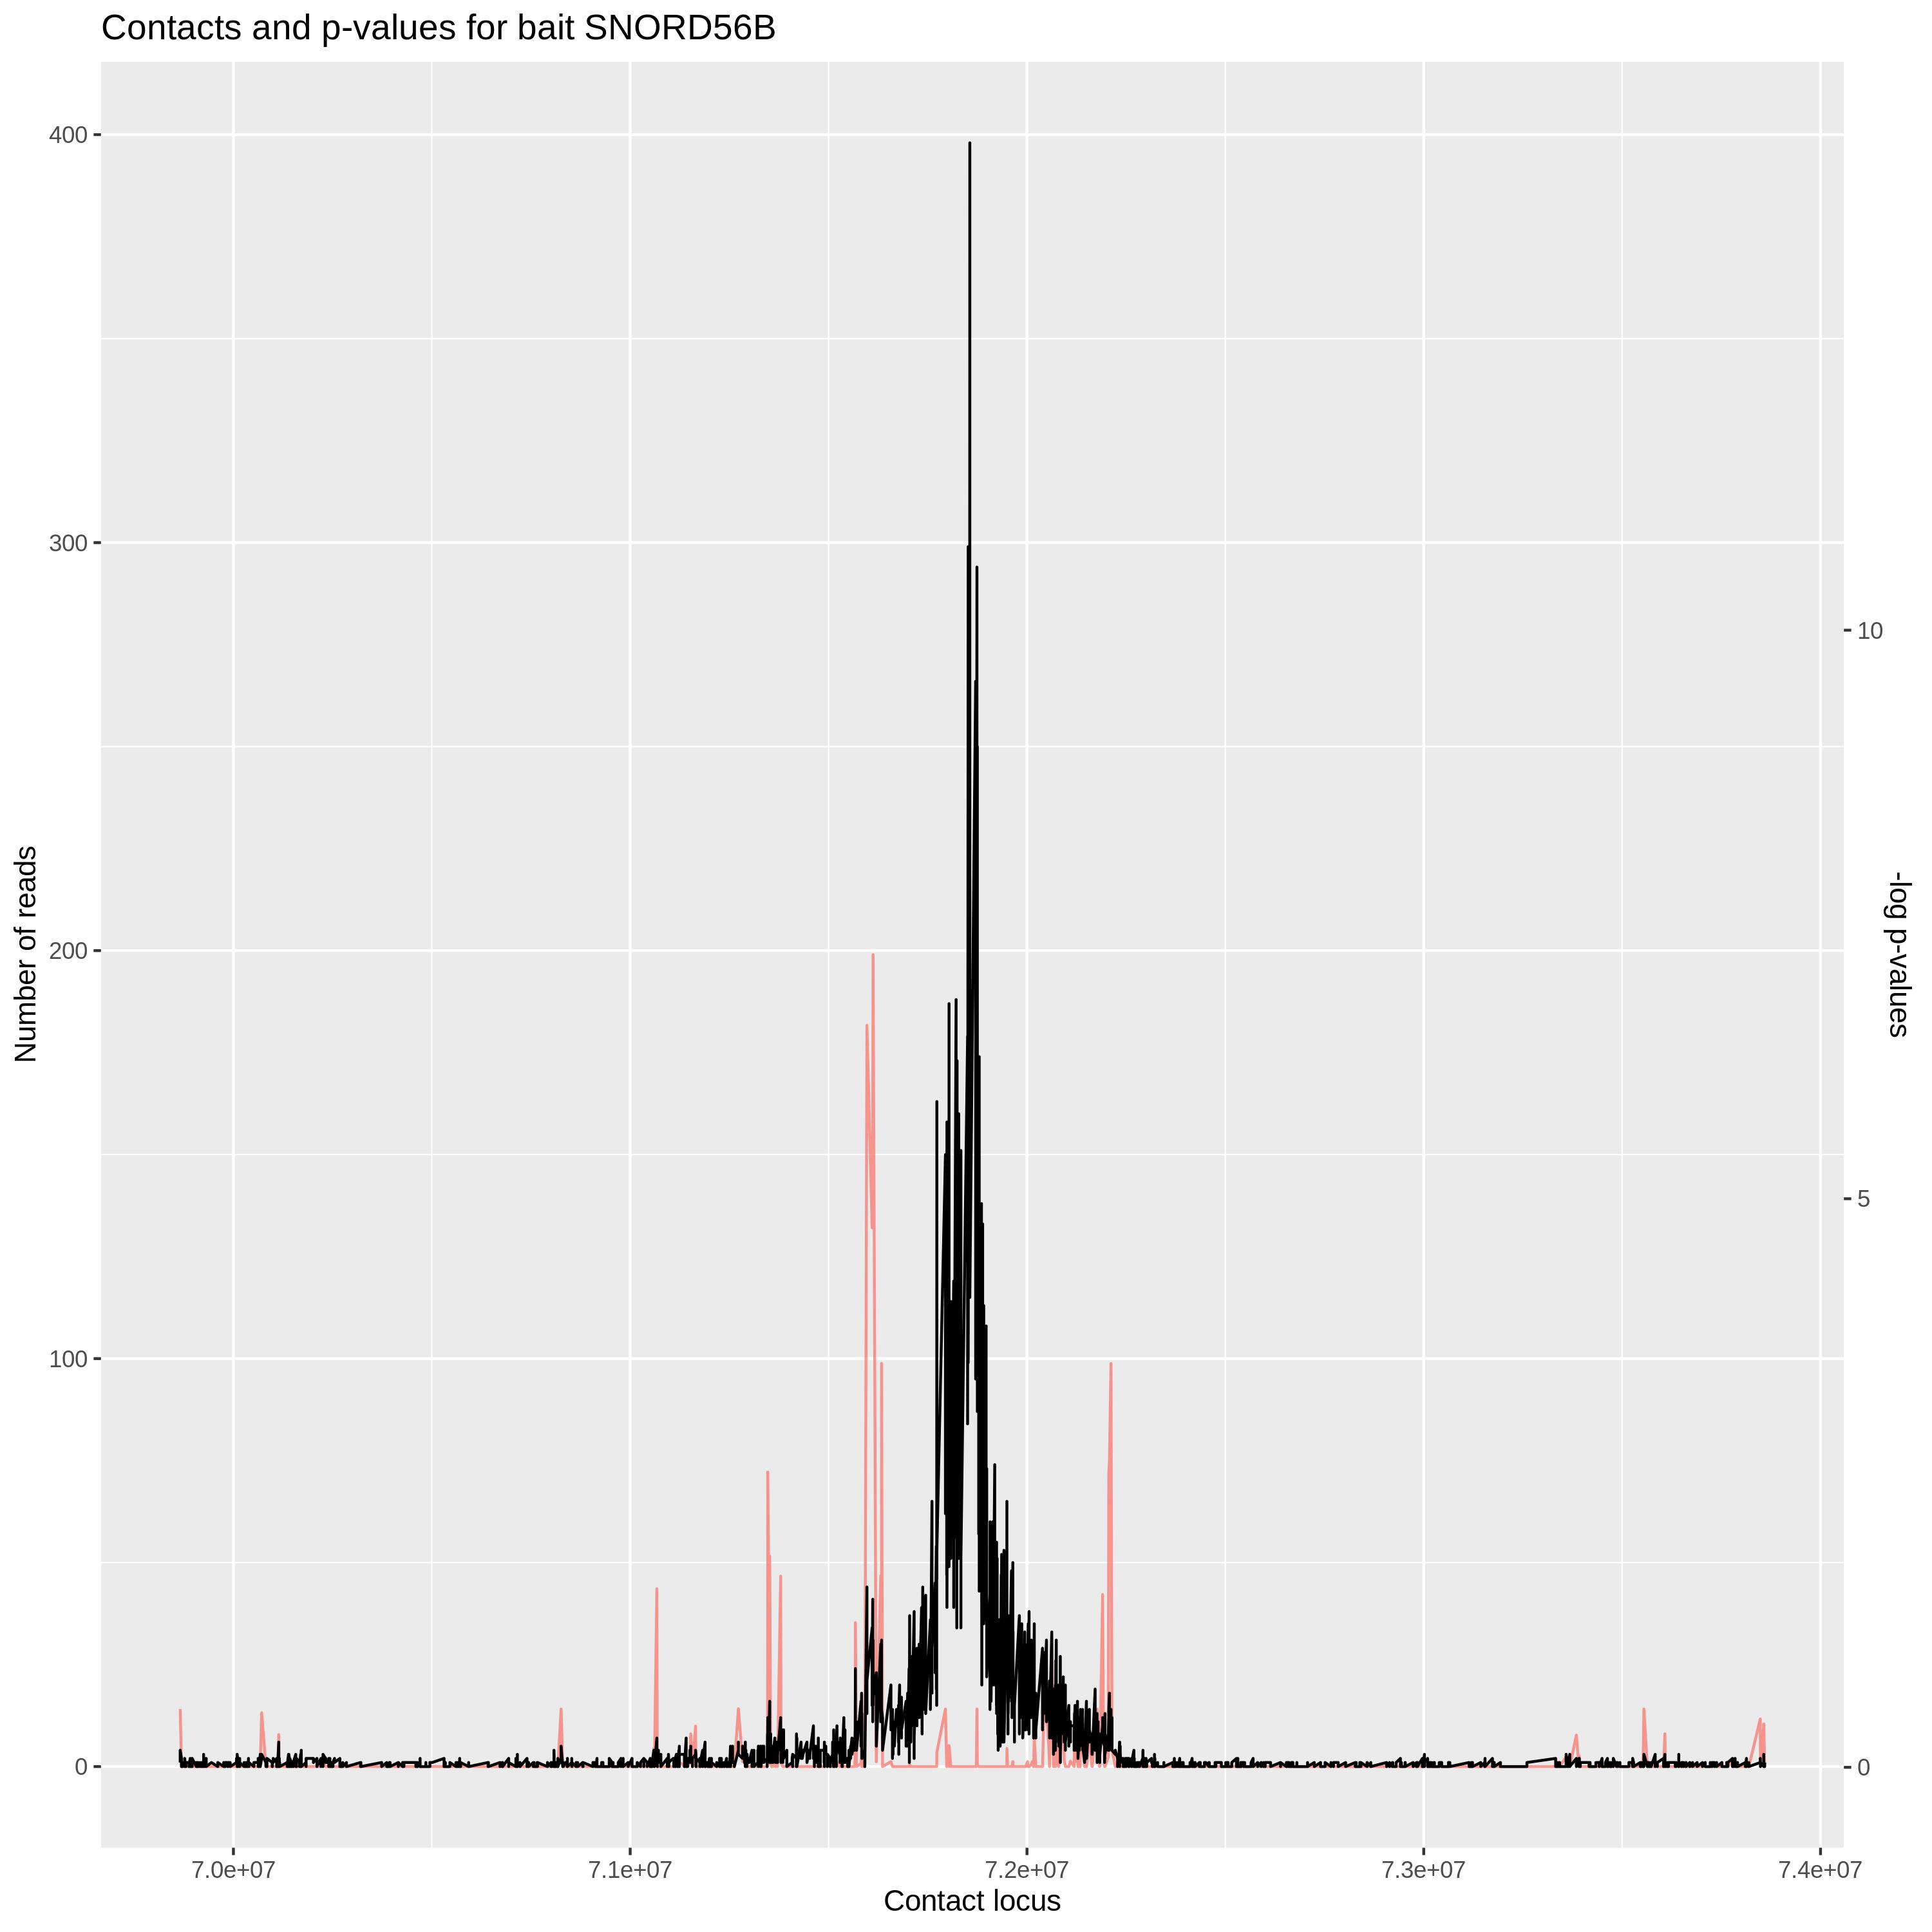 Contacts and p-values for bait SNORD56B
400
300
200
100
0
Number of reads
10
5
0
-log p-values
7.0e+07
7.1e+07
7.2e+07
7.3e+07
7.4e+07
Contact locus